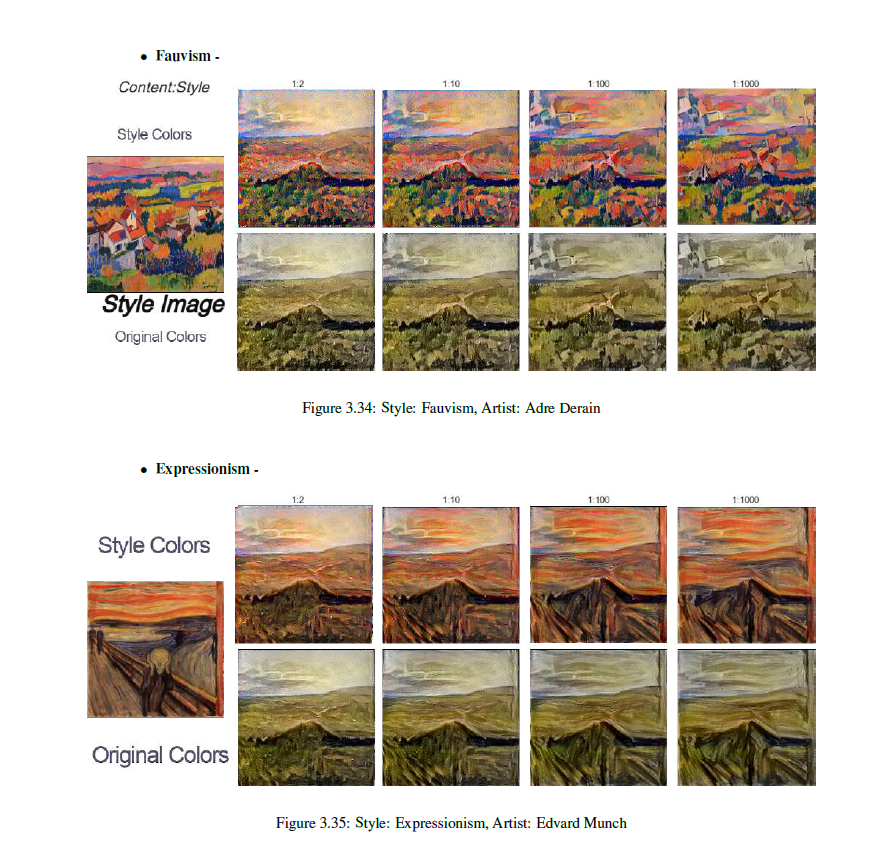 • Fauvism -
Content:Style
1:2 1:10 1:100 1:1000
Style Colors
Style Image
Original Colors
Figure 3.34: Style: Fauvism, Artist: Adre Derain
• Expressionism -
1:2 1:10 1:100 1:1000
Style Colors
Original Colors
Figure 3.35: Style: Expressionism, Artist: Edvard Munch